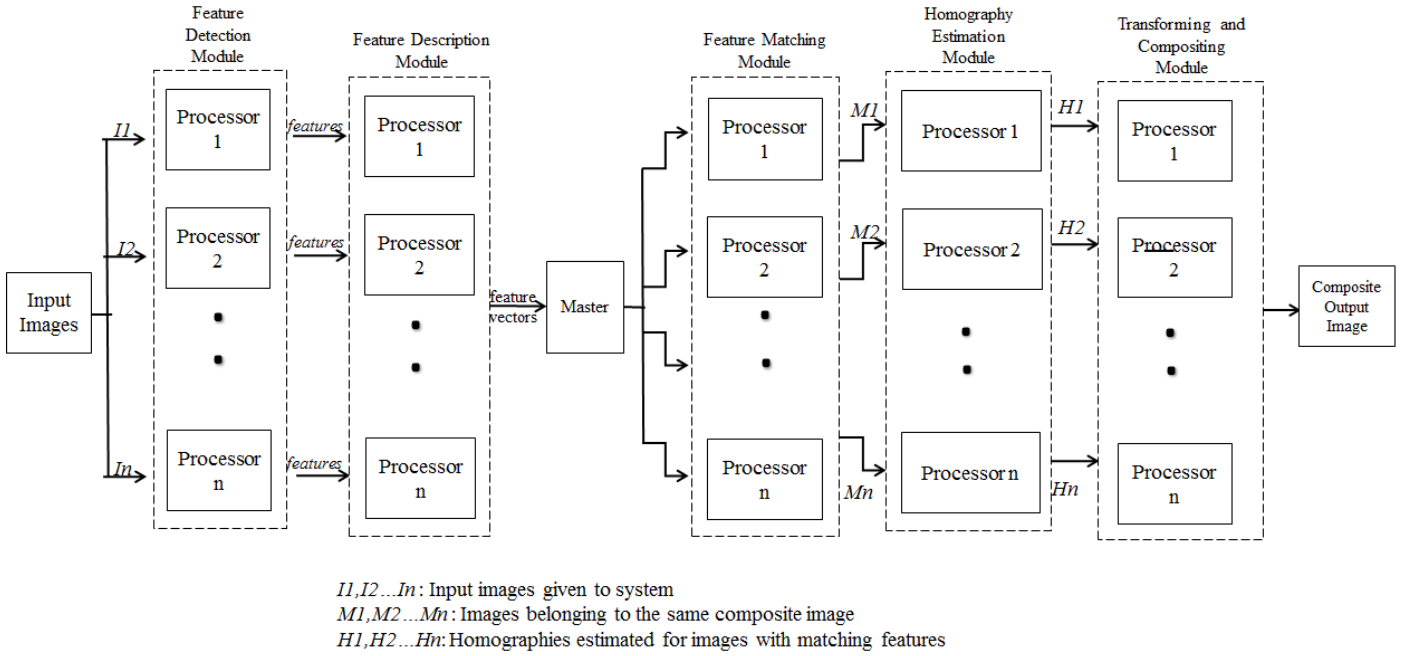 Feature
Detection
Module
Feature Description
Module
Feature Matching
Module
Homography
Estimation
Module
Transforming and
Compositing
Module
Input
Images
I1
I2
In
Processor
1
Processor
2
Processor
n
features
features
features
Processor
1
Processor
2
Processor
n
feature
vectors
Master
Processor
1
Processor
2
Processor
n
M1
M2
Mn
Processor 1
Processor 2
Processor n
H1
H2
Hn
Processor
1
Processor
2
Processor
n
Composite
Output
Image
I1,I2...In: Input images given to system
M1,M2...Mn: Images belonging to the same composite image
H1,H2...Hn: Homographies estimated for images with matching features